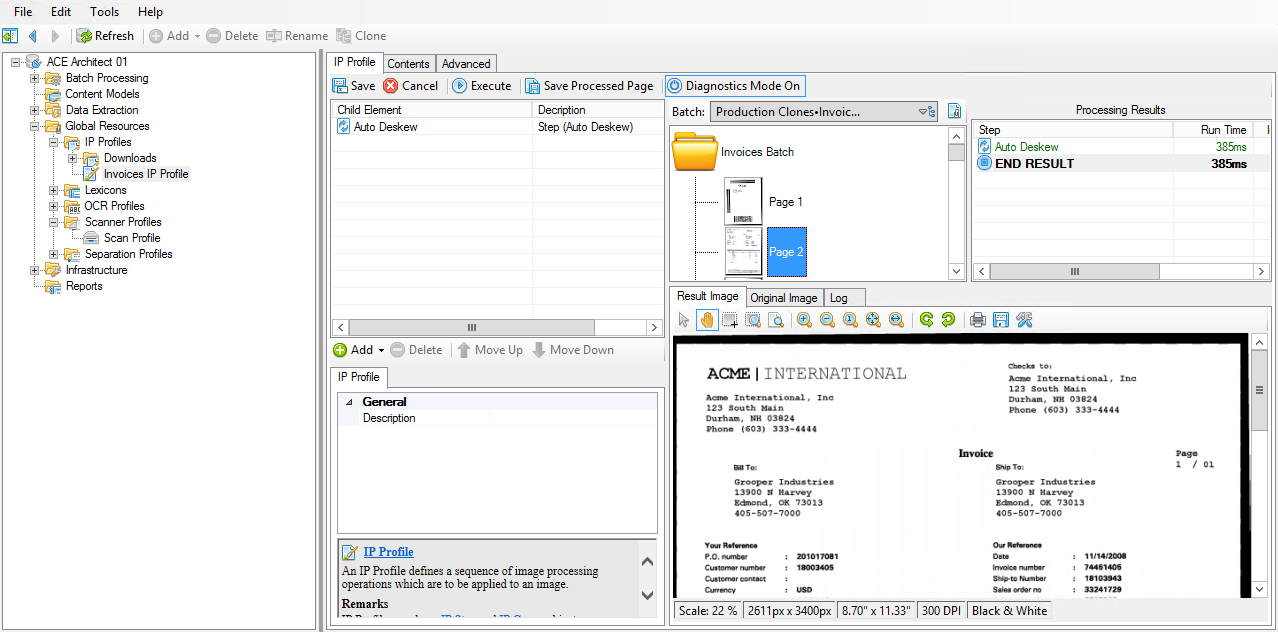 File Edit Tools Help
Refresh Add Delete Rename Clone
ACE Architect 01
Batch Processing
Content Models
Data Extraction
Global Resources
IP Profiles
Downloads
Invoices IP Profile
Lexicons
OCR Profiles
Scanner Profiles
Scan Profile
Separation Profiles
Infrastructure
Reports
IP Profile Contents Advanced
Save Cancel Execute Save Processed Page Diagnostics Mode On
Child Element Decription
Auto Deskew Step (Auto Deskew)
Add Delete Move Up Move Down
IP Profile
General
Description
IP Profile
An IP Profile defines a sequence of image processing
operations which are to be applied to an image.
Remarks
Batch: Production Clones•Invoic...
Invoices Batch
Page 1
Page 2
Processing Results
Step Run Time
Auto Deskew 385ms
END RESULT 385ms
Result Image Original Image Log
ACME | INTERNATIONAL
Acme International, Inc
123 South Main
Durham, NH 03824
Phone (603) 333-4444
Checks to:
Acme International, Inc
123 South Main
Durham, NH 03824
Phone (603) 333-4444
Invoice
Page
1 / 01
Bill To:
Grooper Industries
13900 N Harvey
Edmond, OK 73013
405-507-7000
Ship To:
Grooper Industries
13900 N Harvey
Edmond, OK 73013
405-507-7000
Your Reference
P.O. number : 201017081
Customer number : 18003405
Customer contact :
Currency : USD
Our Reference
Date : 11/14/2008
Invoice number : 74451405
Ship-to Number : 18103943
Sales order no : 33241729
Scale: 22 % 2611px x 3400px 8.70" x 11.33" 300 DPI Black & White